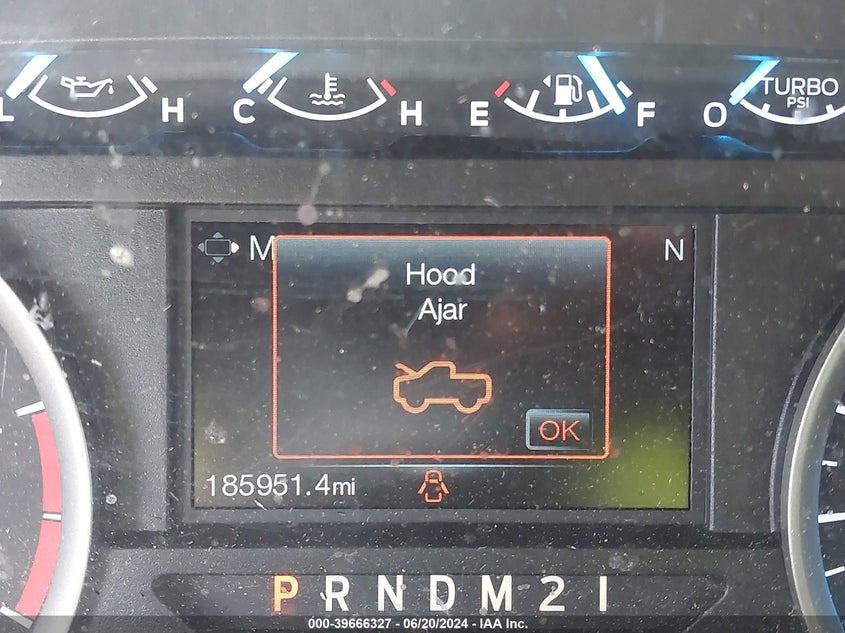 L H C H E F O TURBO
PSI
M N
Hood
Ajar
OK
185951.4mi
P R N D M 2 1
000-39666327 - 06/20/2024 - IAA Inc.